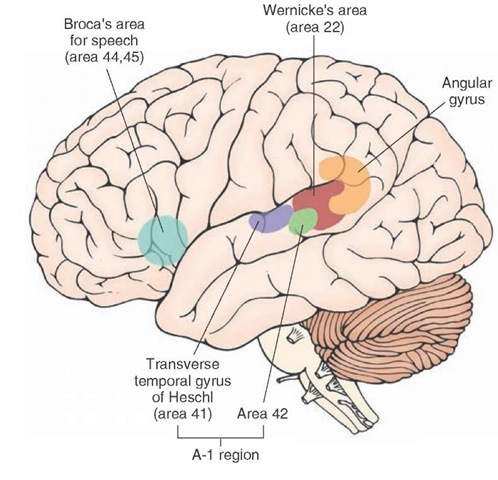 Wernicke's area
(area 22)
Broca's area
for speech
(area 44,45)
Angular
gyrus
Transverse
temporal gyrus
of Heschl
(area 41)
Area 42
A-1 region